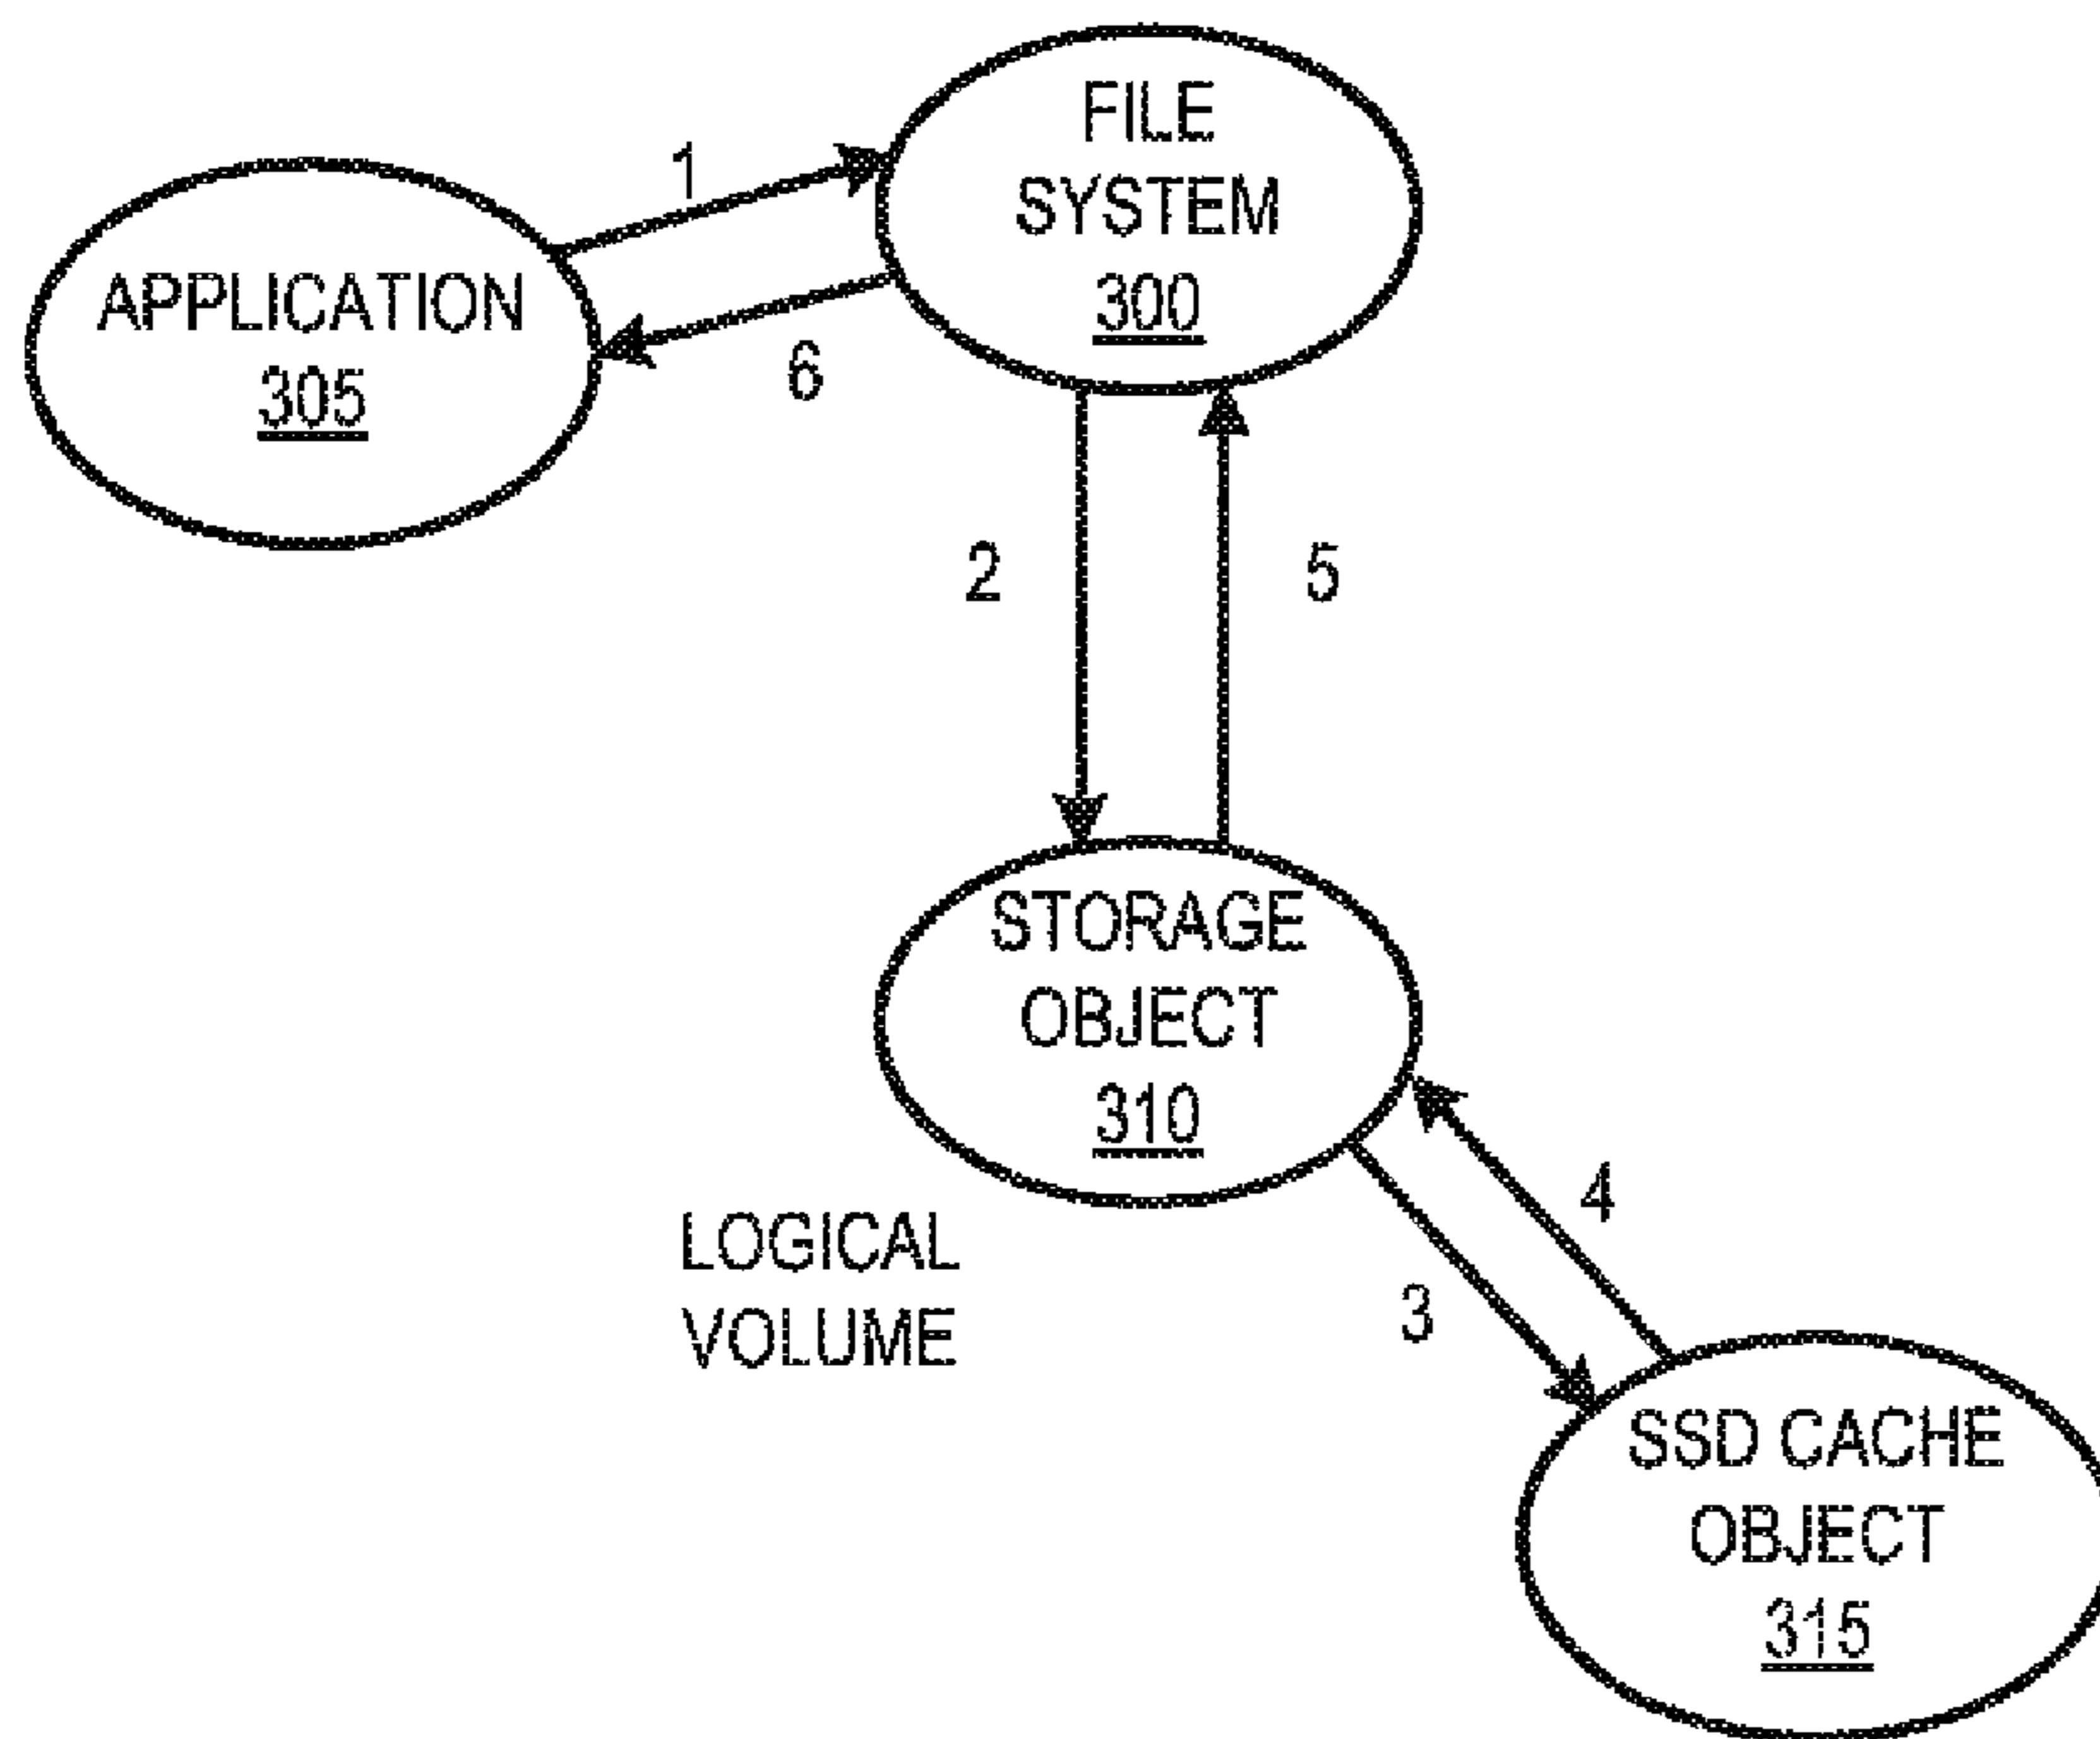 FILE
SYSTEM
300
1
APPLICATION
305
6
2
5
STORAGE
OBJECT
310
4
LOGICAL
VOLUME
3
SSD CACHE
OBJECT
315